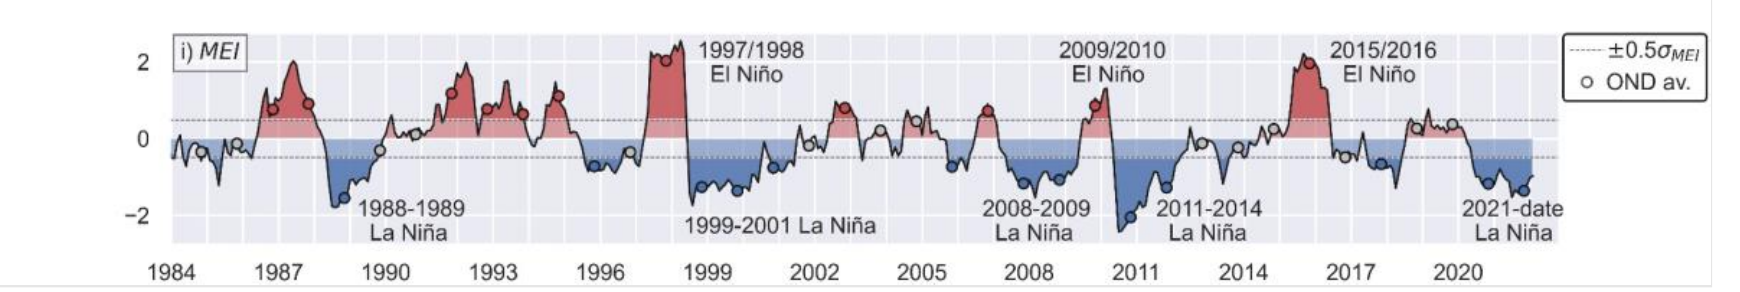 i) MEI
1997/1998
El Niño
2009/2010
El Niño
2015/2016
El Niño
±0.5σMEI
OND av.
2
0
−2
1988-1989
La Niña
1999-2001 La Niña
2008-2009
La Niña
2011-2014
La Niña
2021-date
La Niña
1984 1987 1990 1993 1996 1999 2002 2005 2008 2011 2014 2017 2020